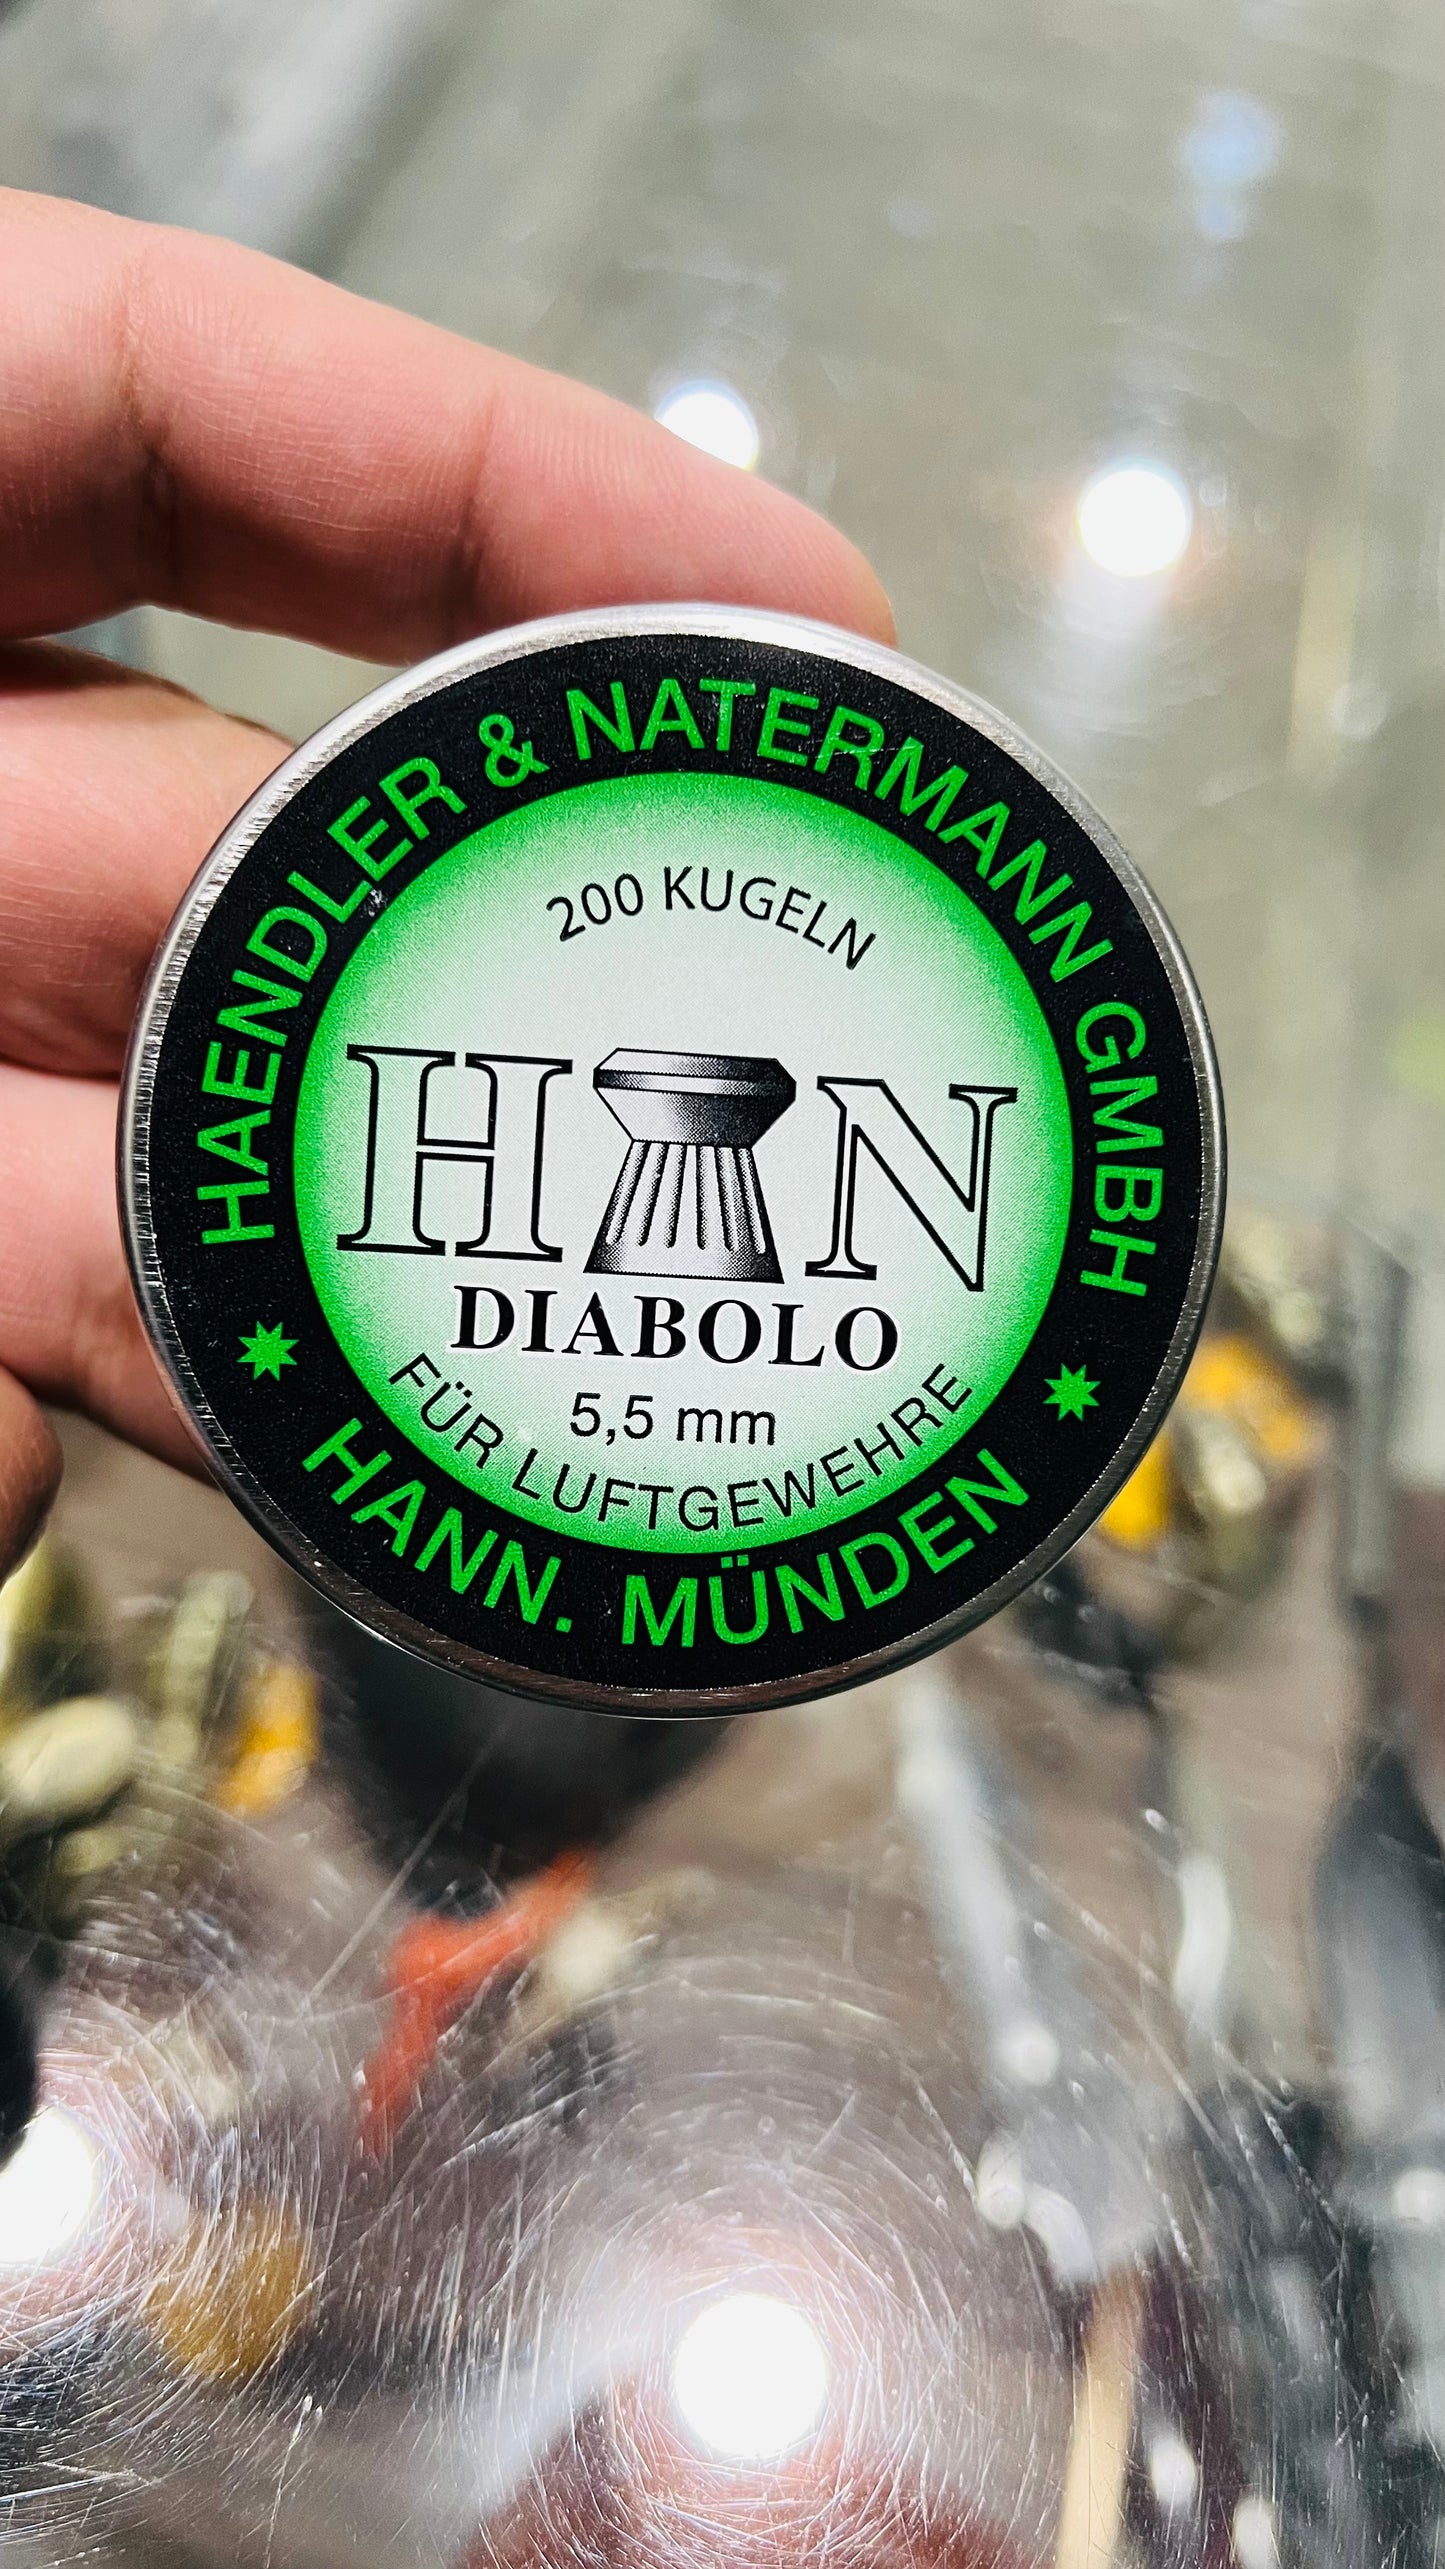 HAENDLER & NATERMANN GMBH
200 KUGELN
H N
DIABOLO
5,5 mm
FÜR LUFTGEWEHRE
HANN. MÜNDEN